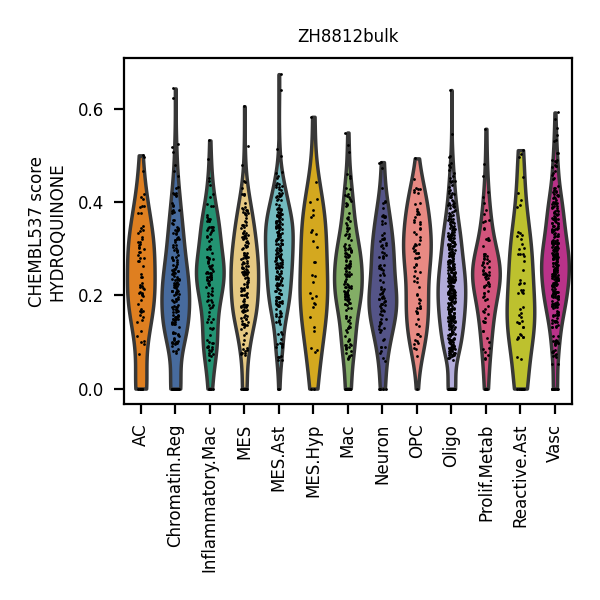 ZH8812bulk
CHEMBL537 score
HYDROQUINONE
0.6
0.4
0.2
0.0
AC
Chromatin.Reg
Inflammatory.Mac
MES
MES.Ast
MES.Hyp
Mac
Neuron
OPC
Oligo
Prolif.Metab
Reactive.Ast
Vasc